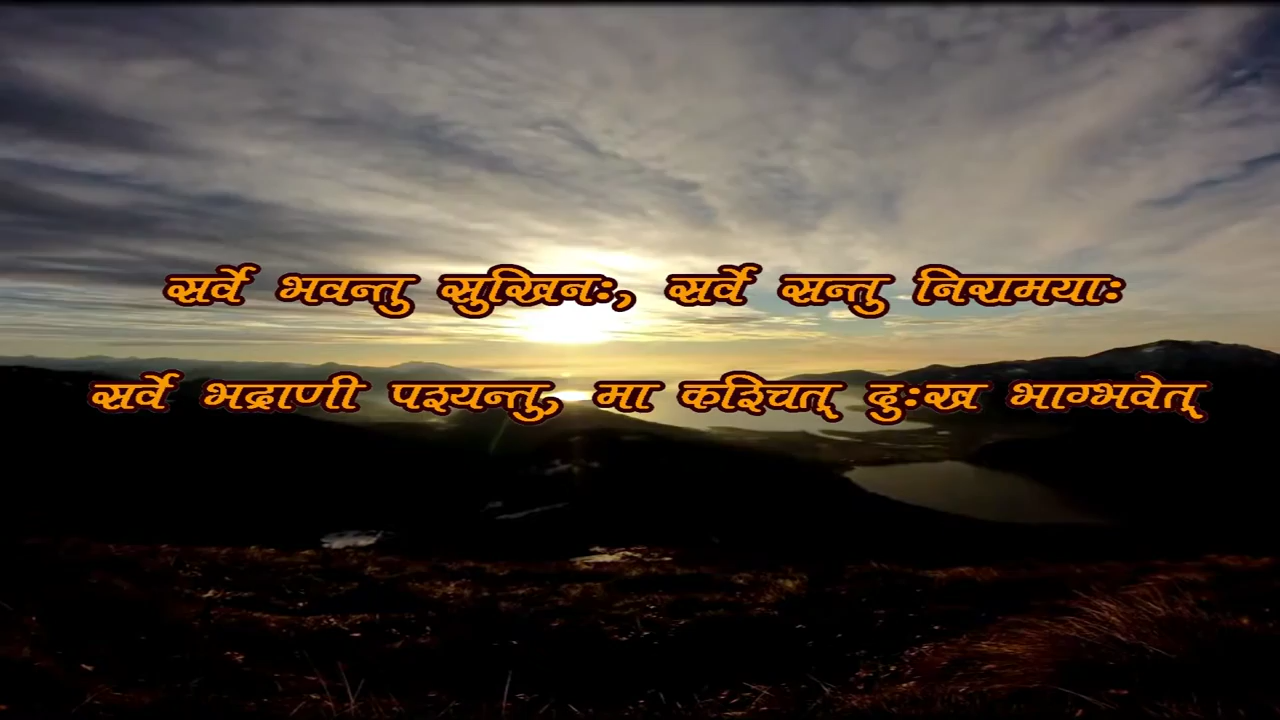 सर्वे भवन्तु सुखिनः, सर्वे सन्तु निरामयाः
सर्वे भद्राणी पश्यन्तु, मा कश्चित् दुःख भाग्भवेत्